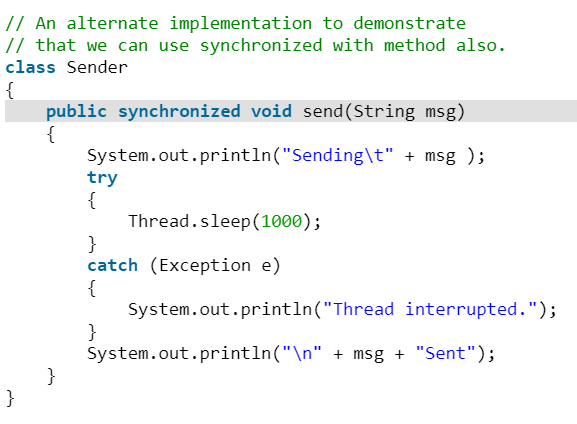 // An alternate implementation to demonstrate
// that we can use synchronized with method also.
class Sender
{
    public synchronized void send(String msg)
    {
        System.out.println("Sending\t" + msg );
        try
        {
            Thread.sleep(1000);
        }
        catch (Exception e)
        {
            System.out.println("Thread interrupted.");
        }
        System.out.println("\n" + msg + "Sent");
    }
}